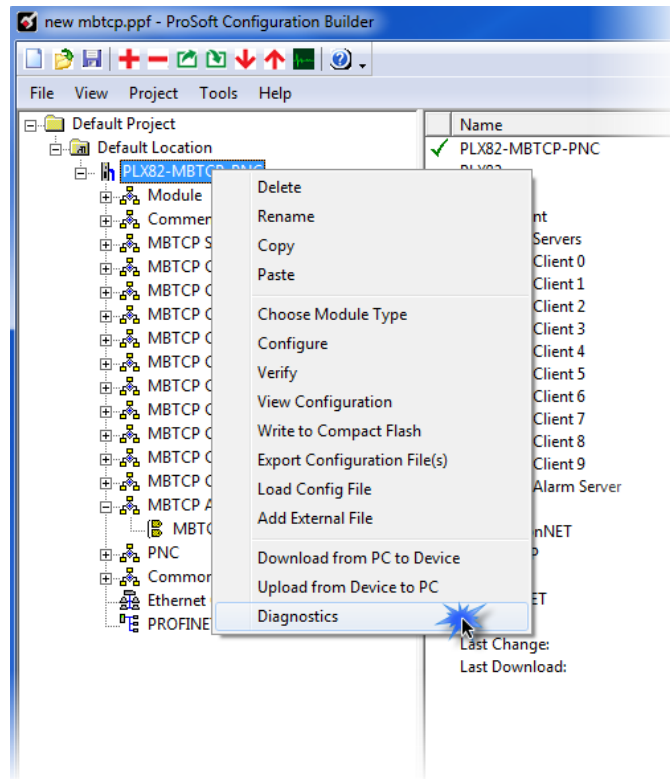 new mbtcp.ppf - ProSoft Configuration Builder
File View Project Tools Help
Default Project
Default Location
PLX82-MBTCP-PNC
Module
Commen
MBTCP S
MBTCP C
MBTCP C
MBTCP C
MBTCP C
MBTCP C
MBTCP C
MBTCP C
MBTCP C
MBTCP C
MBTCP C
MBTCP A
MBTC
PNC
Common
Ethernet
PROFINE
Delete
Rename
Copy
Paste
Choose Module Type
Configure
Verify
View Configuration
Write to Compact Flash
Export Configuration File(s)
Load Config File
Add External File
Download from PC to Device
Upload from Device to PC
Diagnostics
Name
PLX82-MBTCP-PNC
PLX82
nt
Servers
Client 0
Client 1
Client 2
Client 3
Client 4
Client 5
Client 6
Client 7
Client 8
Client 9
Alarm Server
nNET
ET
Last Change:
Last Download: